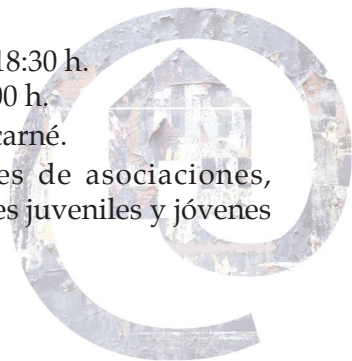 18:30 h.
00 h.
carné.
es de asociaciones,
es juveniles y jóvenes